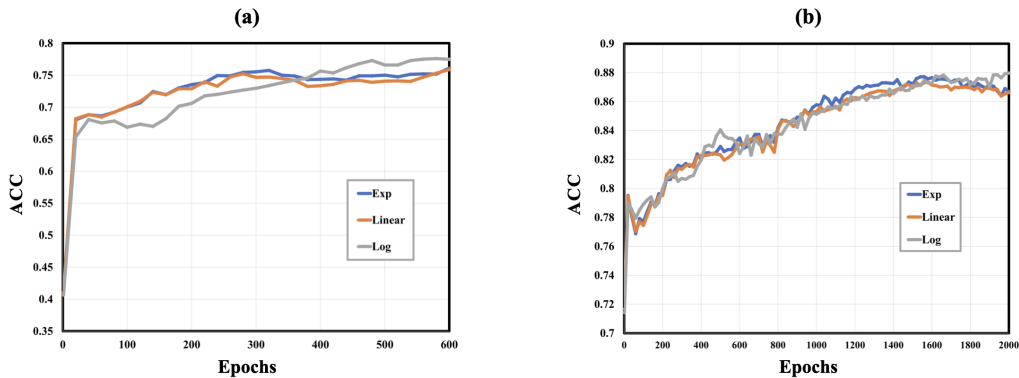 (a)
0.8
0.75
0.7
0.65
0.6
0.55
0.5
0.45
0.4
0.35
ACC
0 100 200 300 400 500 600
Epochs
Exp
Linear
Log
(b)
0.9
0.88
0.86
0.84
0.82
0.8
0.78
0.76
0.74
0.72
0.7
ACC
0 200 400 600 800 1000 1200 1400 1600 1800 2000
Epochs
Exp
Linear
Log